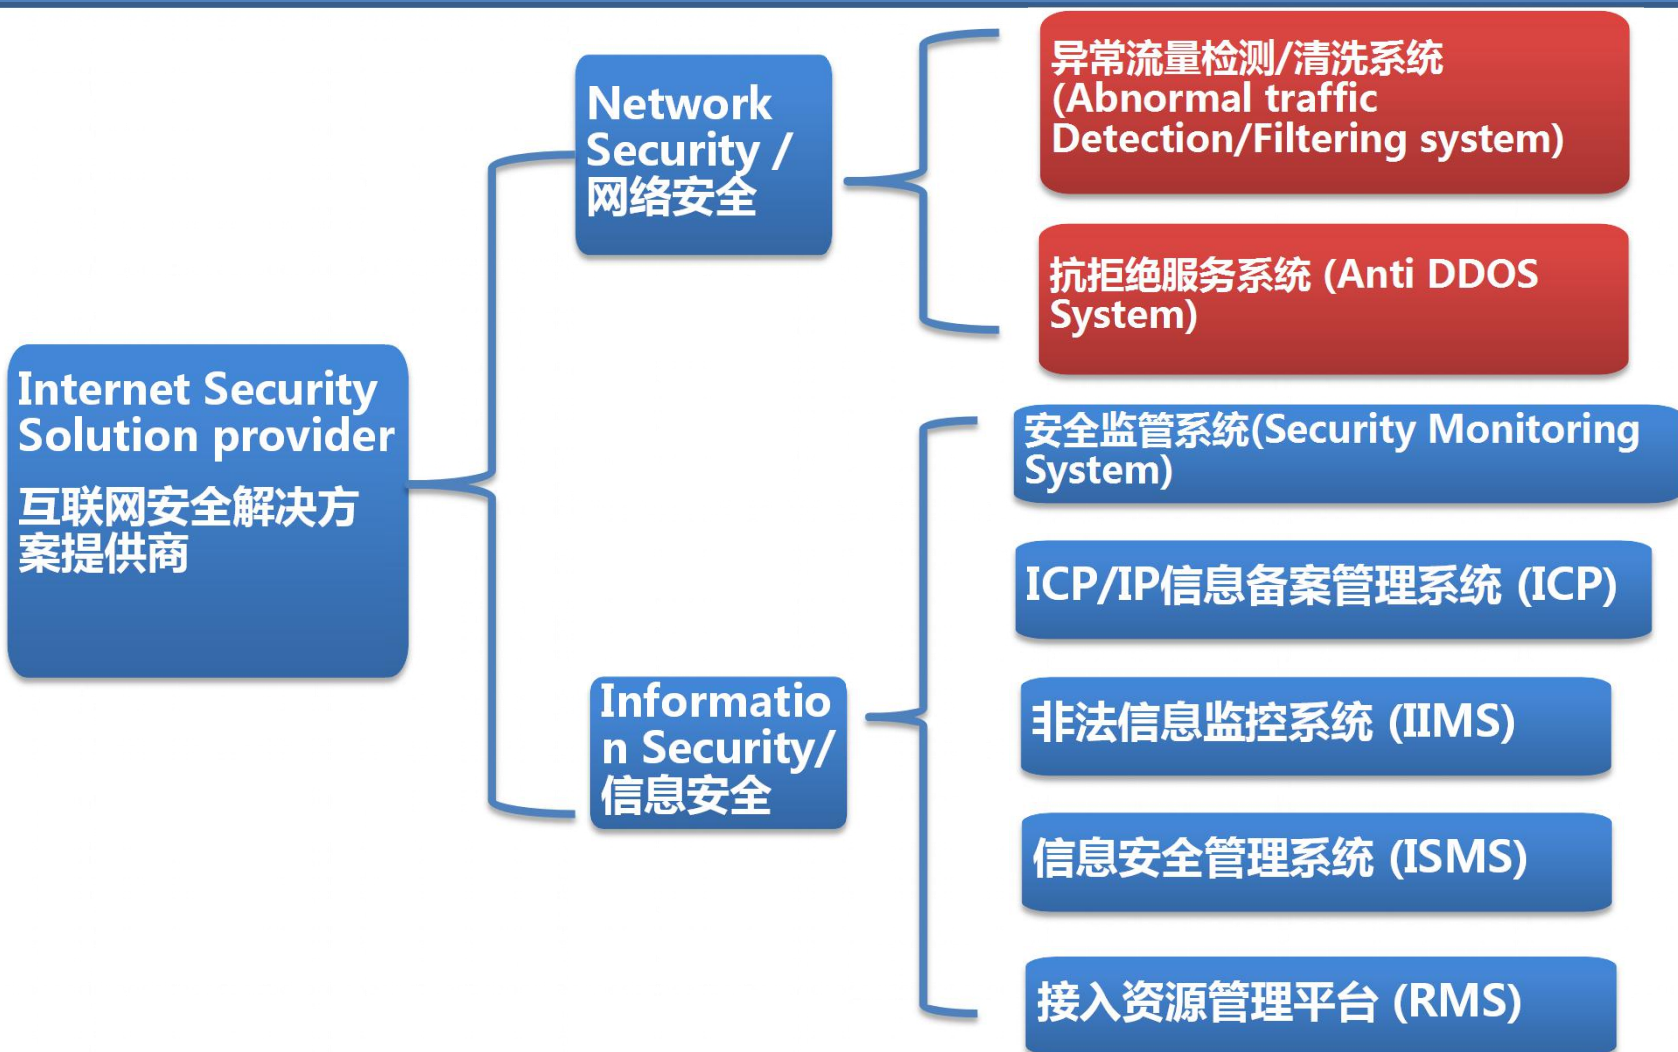 Internet Security
Solution provider
互联网安全解决方
案提供商
Network
Security /
网络安全
异常流量检测/清洗系统
(Abnormal traffic
Detection/Filtering system)
抗拒绝服务系统 (Anti DDOS
System)
Informatio
n Security/
信息安全
安全监管系统(Security Monitoring
System)
ICP/IP信息备案管理系统 (ICP)
非法信息监控系统 (IIMS)
信息安全管理系统 (ISMS)
接入资源管理平台 (RMS)